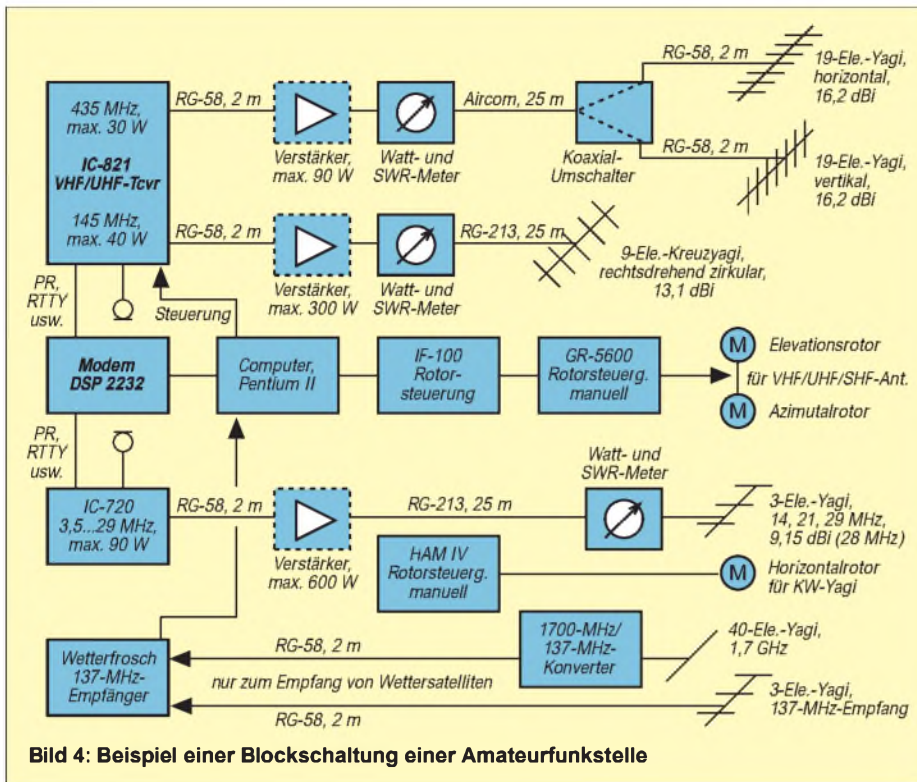 435 MHz,
max. 30 W
IC-821
VHF/UHF-Tcvr
145 MHz,
max. 40 W
RG-58, 2 m
Verstärker,
max. 90 W
Watt- und
SWR-Meter
Aircom, 25 m
Koaxial-
Umschalter
RG-58, 2 m
19-Ele.-Yagi,
horizontal,
16,2 dBi
RG-58, 2 m
19-Ele.-Yagi,
vertikal,
16,2 dBi
RG-58, 2 m
Verstärker,
max. 300 W
Watt- und
SWR-Meter
RG-213, 25 m
9-Ele.-Kreuzyagi,
rechtsdrehend zirkular,
13,1 dBi
PR,
RTTY
usw.
Steuerung
Modem
DSP 2232
Computer,
Pentium II
IF-100
Rotor-
steuerung
GR-5600
Rotorsteuerg.
manuell
M
Elevationsrotor
für VHF/UHF/SHF-Ant.
M
Azimutalrotor
PR,
RTTY
usw.
IC-720
3,5...29 MHz,
max. 90 W
RG-58, 2 m
Verstärker,
max. 600 W
RG-213, 25 m
Watt- und
SWR-Meter
3-Ele.-Yagi,
14, 21, 29 MHz,
9,15 dBi (28 MHz)
HAM IV
Rotorsteuerg.
manuell
M
Horizontalrotor
für KW-Yagi
Wetterfrosch
137-MHz-
Empfänger
RG-58, 2 m
1700-MHz/
137-MHz-
Konverter
40-Ele.-Yagi,
1,7 GHz
nur zum Empfang von Wettersatelliten
RG-58, 2 m
3-Ele.-Yagi,
137-MHz-Empfang
Bild 4: Beispiel einer Blockschaltung einer Amateurfunkstelle